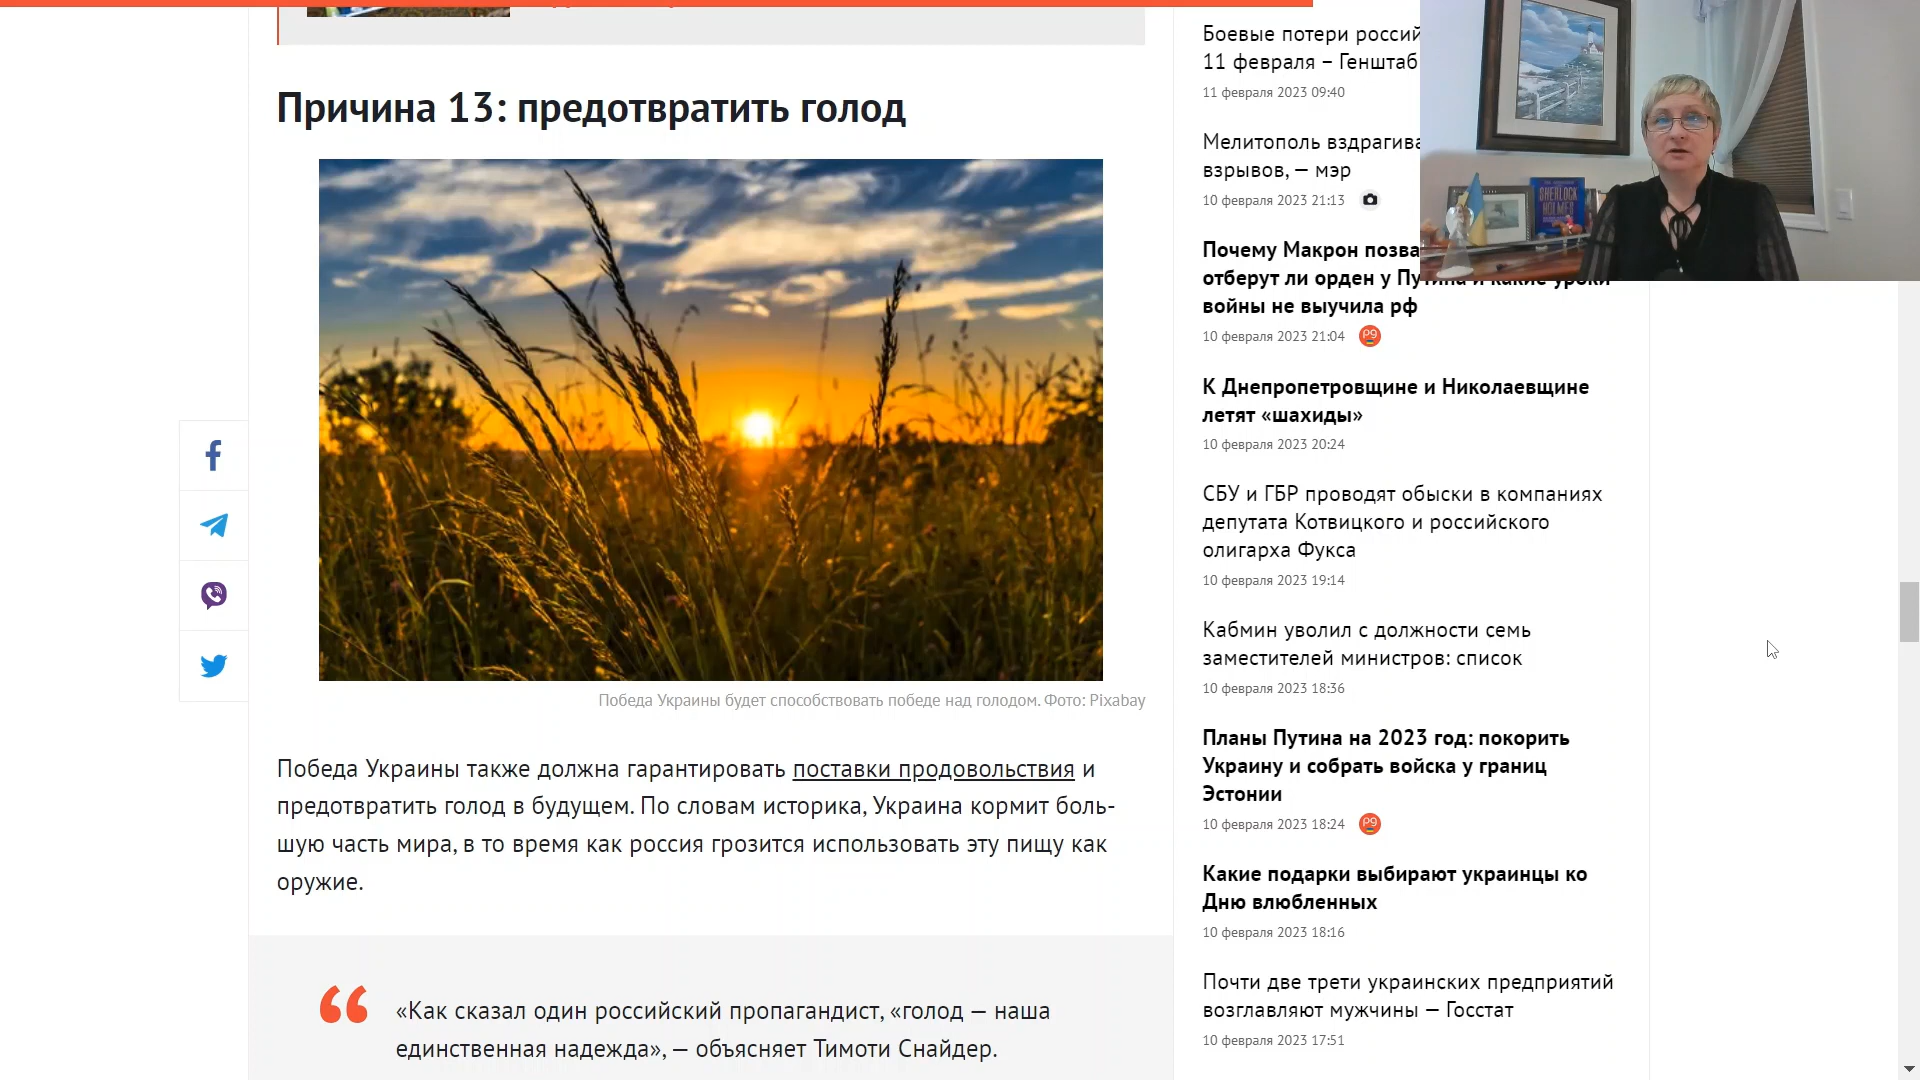 Причина 13: предотвратить голод
Победа Украины будет способствовать победе над голодом. Фото: Pixabay
Победа Украины также должна гарантировать поставки продовольствия и
предотвратить голод в будущем. По словам историка, Украина кормит боль-
шую часть мира, в то время как россия грозится использовать эту пищу как
оружие.
«Как сказал один российский пропагандист, «голод — наша
единственная надежда», — объясняет Тимоти Снайдер.
Боевые потери россий
11 февраля – Генштаб
11 февраля 2023 09:40
Мелитополь вздрагива
взрывов, — мэр
10 февраля 2023 21:13
Почему Макрон позва
отберут ли орден у Путина и какие уроки
войны не выучила рф
10 февраля 2023 21:04
К Днепропетровщине и Николаевщине
летят «шахиды»
10 февраля 2023 20:24
СБУ и ГБР проводят обыски в компаниях
депутата Котвицкого и российского
олигарха Фукса
10 февраля 2023 19:14
Кабмин уволил с должности семь
заместителей министров: список
10 февраля 2023 18:36
Планы Путина на 2023 год: покорить
Украину и собрать войска у границ
Эстонии
10 февраля 2023 18:24
Какие подарки выбирают украинцы ко
Дню влюбленных
10 февраля 2023 18:16
Почти две трети украинских предприятий
возглавляют мужчины — Госстат
10 февраля 2023 17:51
SHERLOCK
HOLMES